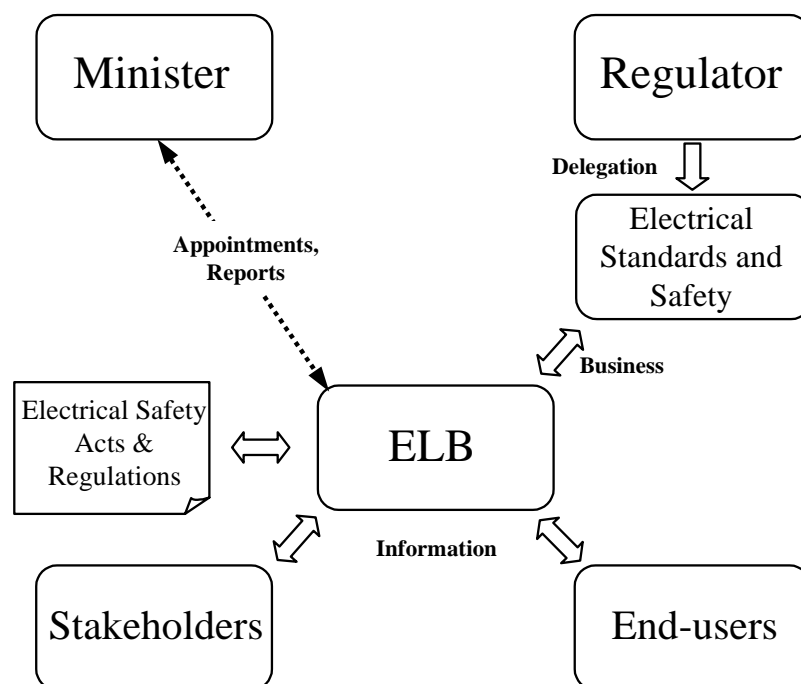 Minister
Regulator
Delegation
Electrical
Standards and
Safety
Appointments,
Reports
Business
Electrical Safety
Acts &
Regulations
ELB
Information
Stakeholders
End-users